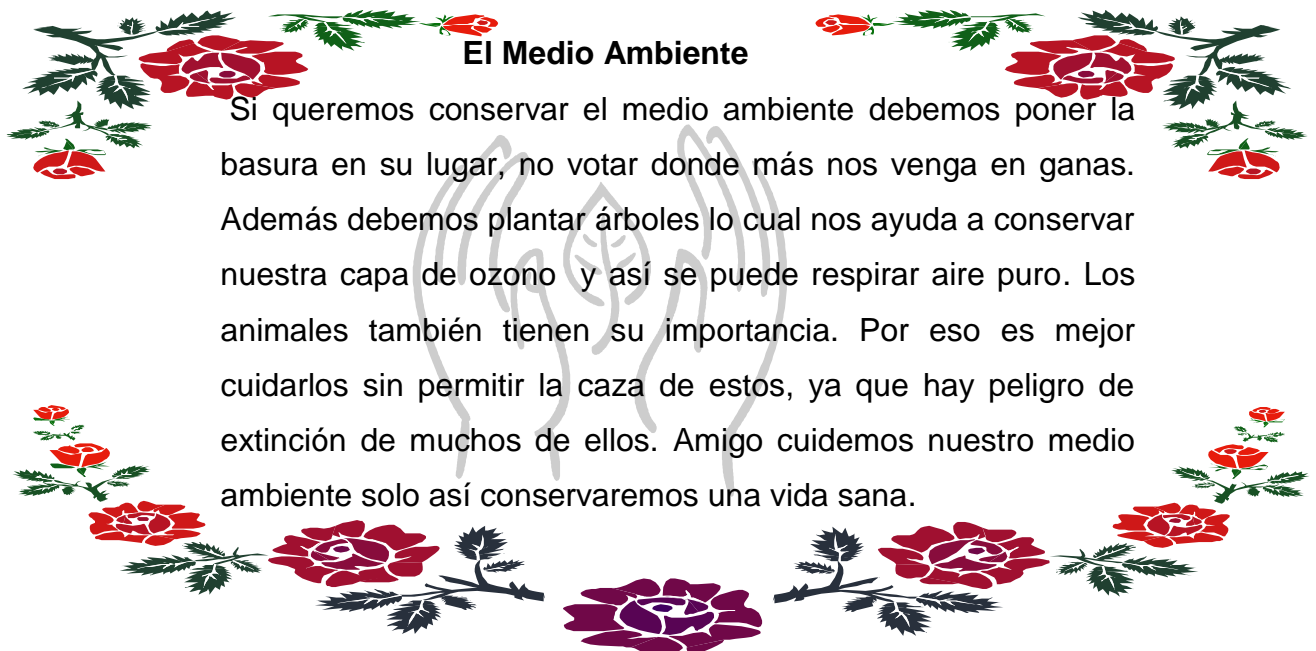 El Medio Ambiente
Si queremos conservar el medio ambiente debemos poner la
basura en su lugar, no votar donde más nos venga en ganas.
Además debemos plantar árboles lo cual nos ayuda a conservar
nuestra capa de ozono y así se puede respirar aire puro. Los
animales también tienen su importancia. Por eso es mejor
cuidarlos sin permitir la caza de estos, ya que hay peligro de
extinción de muchos de ellos. Amigo cuidemos nuestro medio
ambiente solo así conservaremos una vida sana.